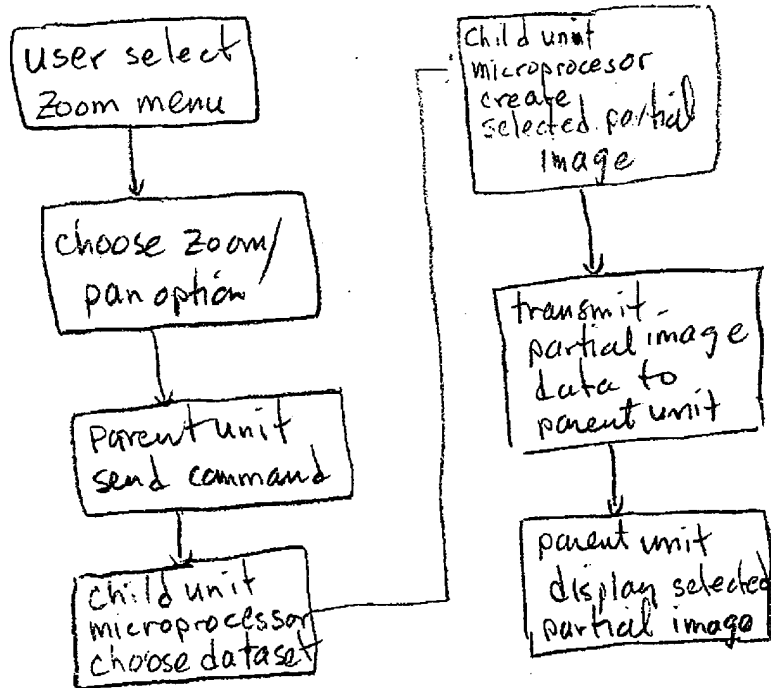 user select
Zoom menu
choose Zoom/
pan option
Parent unit
send command
child unit
microprocessor
choose dataset
Child unit
microprocesor
create
selected partial
image
transmit
partial image
data to
parent unit
parent unit
display selected
partial image